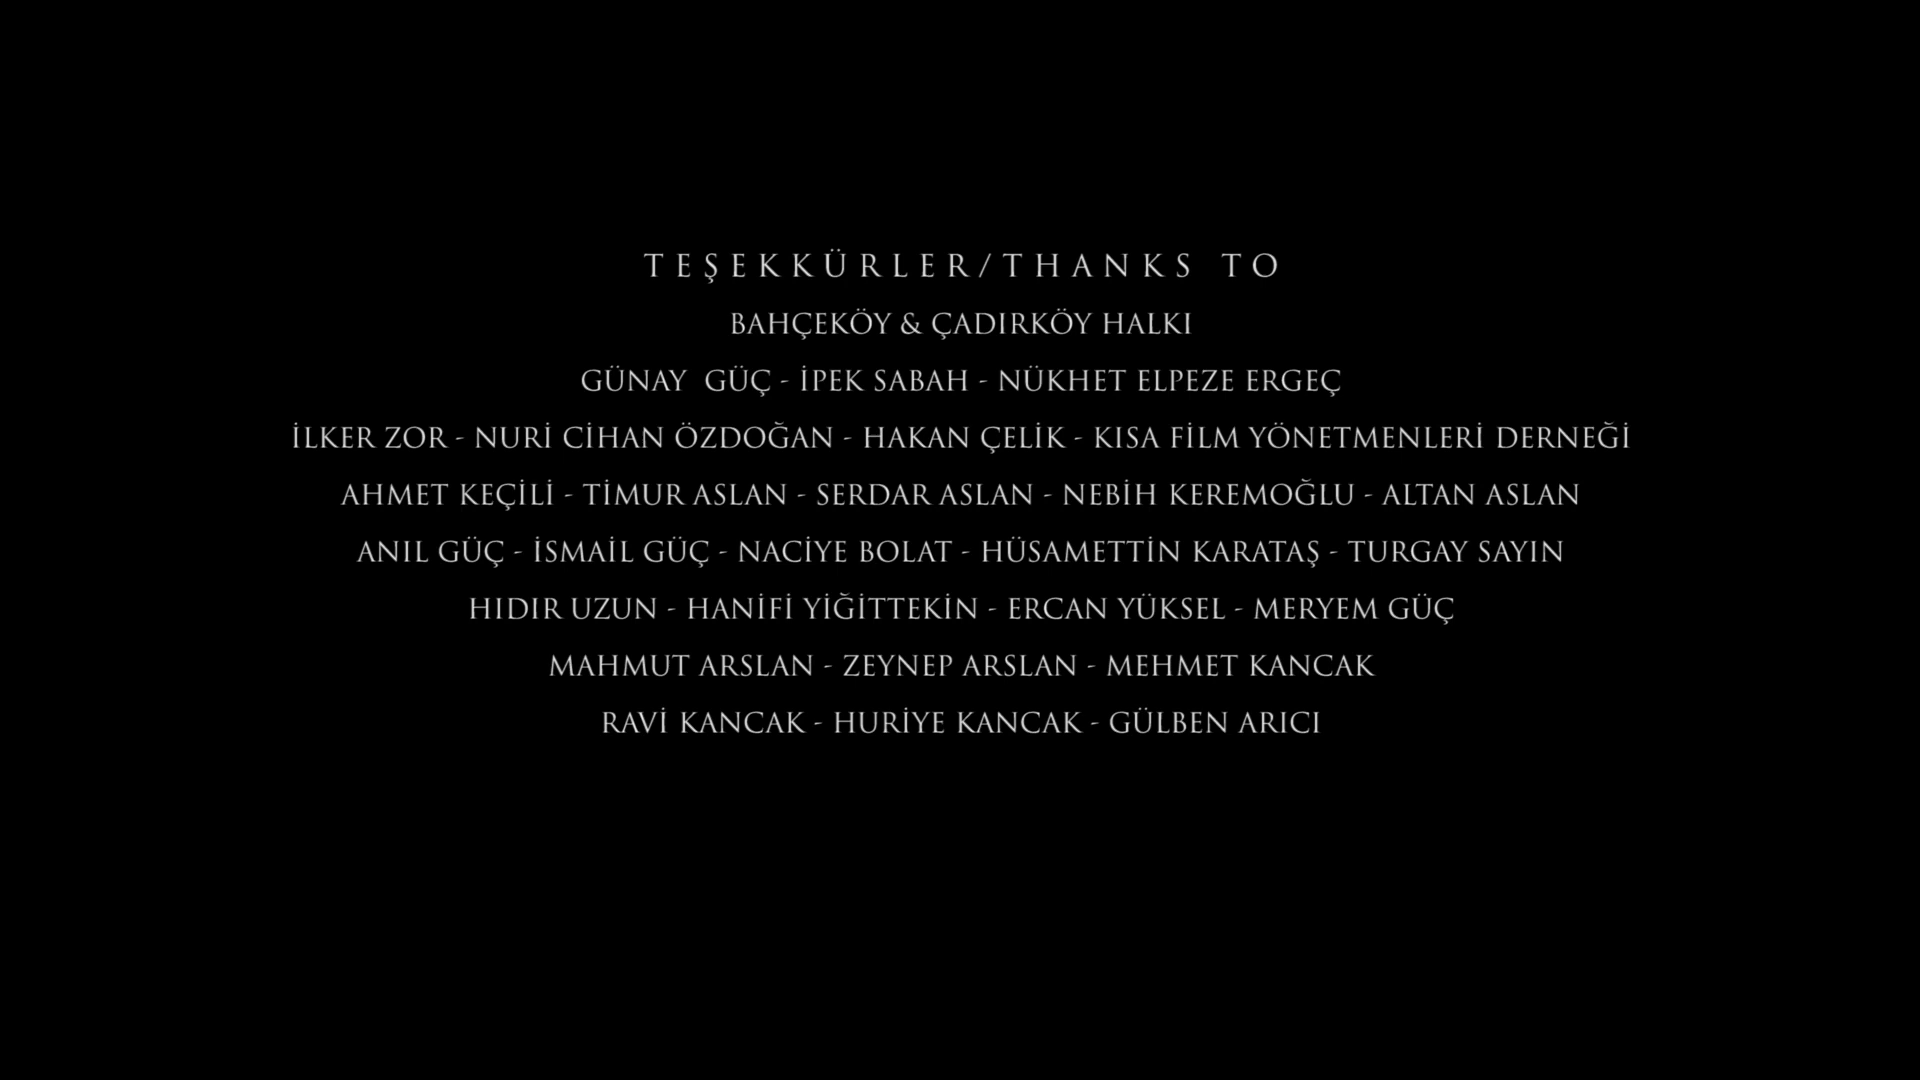 TEŞEKKÜRLER/THANKS TO
BAHÇEKÖY & ÇADIRKÖY HALKI
GÜNAY  GÜÇ - İPEK SABAH - NÜKHET ELPEZE ERGEÇ
İLKER ZOR - NURİ CİHAN ÖZDOĞAN - HAKAN ÇELİK - KISA FİLM YÖNETMENLERİ DERNEĞİ
AHMET KEÇİLİ - TİMUR ASLAN - SERDAR ASLAN - NEBİH KEREMOĞLU - ALTAN ASLAN
ANIL GÜÇ - İSMAİL GÜÇ - NACİYE BOLAT - HÜSAMETTİN KARATAŞ - TURGAY SAYIN
HIDIR UZUN - HANİFİ YİĞİTTEKİN - ERCAN YÜKSEL - MERYEM GÜÇ
MAHMUT ARSLAN - ZEYNEP ARSLAN - MEHMET KANCAK
RAVİ KANCAK - HURİYE KANCAK - GÜLBEN ARICI